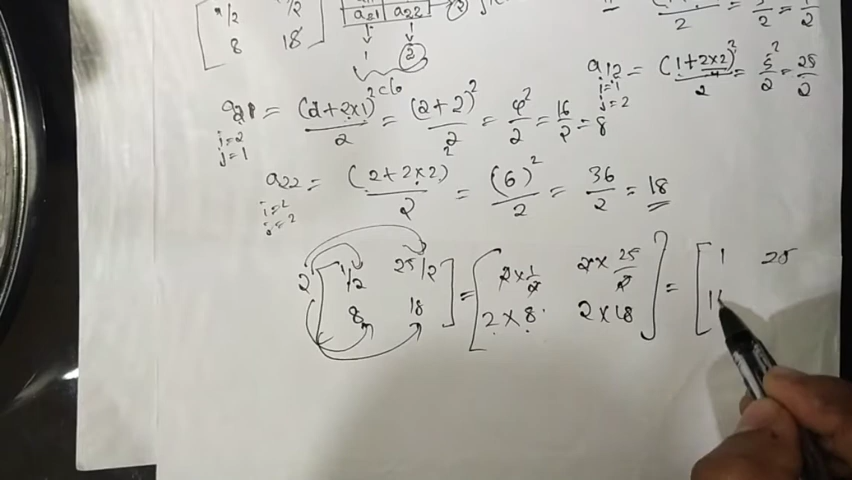 1/2
8 18
a21 a22
1 2
a12 = (1+2×2)² / 2 = 5² / 2 = 25/2
i=1
j=2
a21 = (2+2×1)² / 2 = (2+2)² / 2 = 4² / 2 = 16/2 = 8
i=2
j=1
a22 = (2+2×2)² / 2 = (6)² / 2 = 36/2 = 18
i=2
j=2
2 [ 1/2 25/2 ] = [ 2×1/2 2×25/2 ] = [ 1 25
[ 8 18 ] [ 2×8 2×18 ]